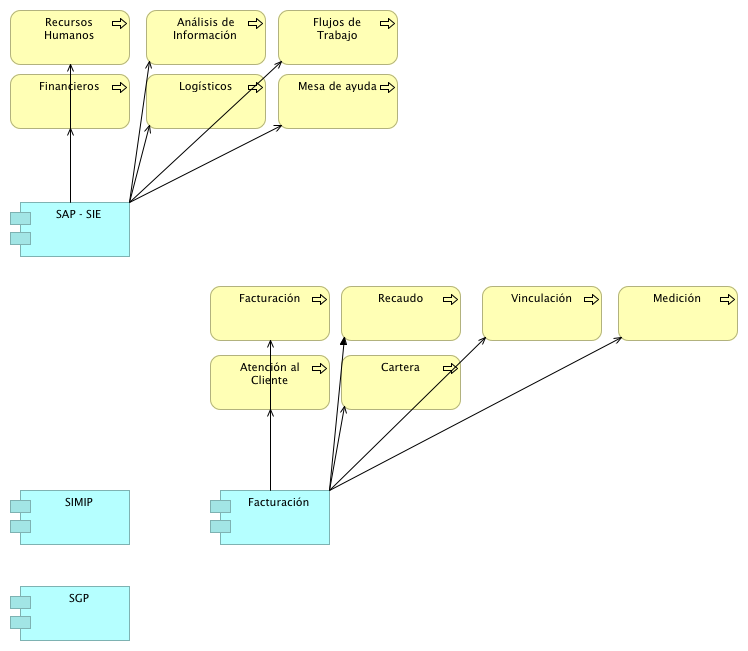 Recursos
Humanos
Análisis de
Información
Flujos de
Trabajo
Financieros
Logísticos
Mesa de ayuda
SAP - SIE
Facturación
Recaudo
Vinculación
Medición
Atención al
Cliente
Cartera
SIMIP
Facturación
SGP